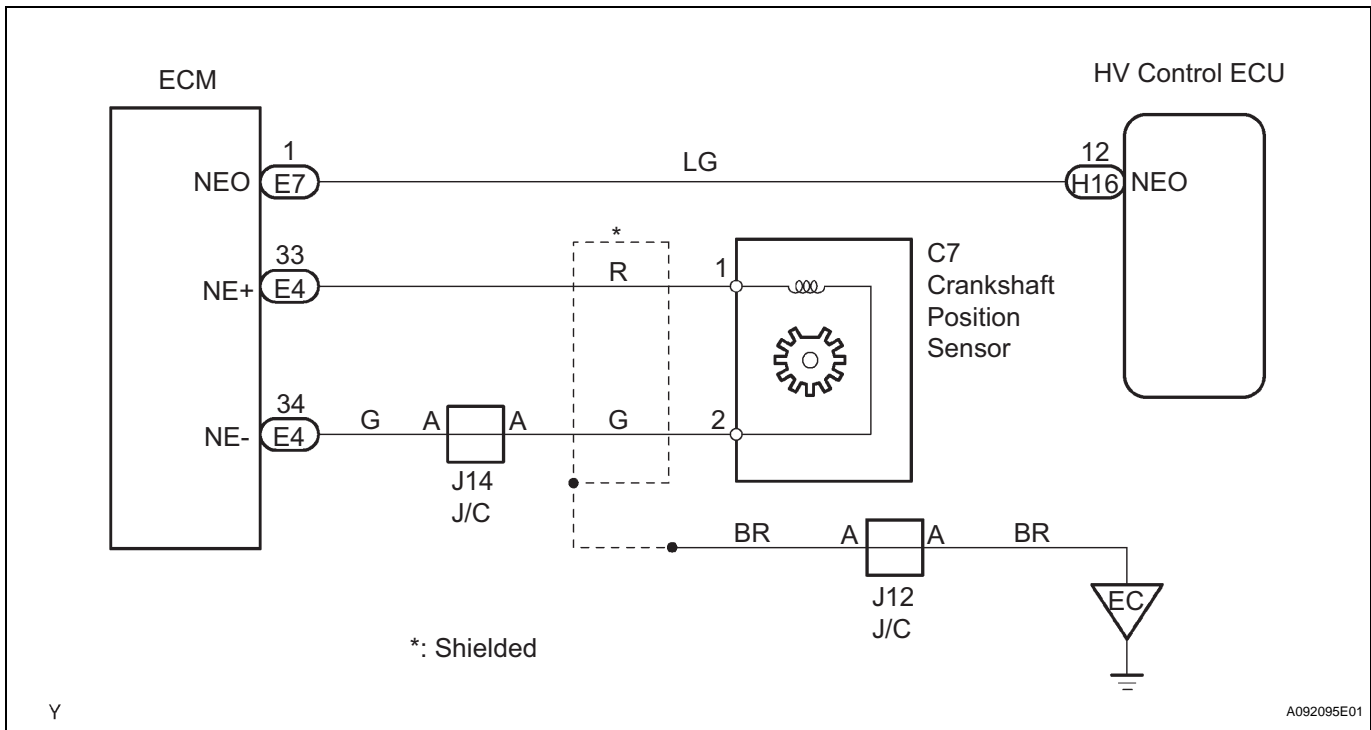 ECM
HV Control ECU
1
NEO
E7
LG
12
H16
NEO
*
33
NE+
E4
R
1
C7
Crankshaft
Position
Sensor
34
NE-
E4
G
A
A
G
2
J14
J/C
BR
A
A
BR
J12
J/C
EC
*: Shielded
Y
A092095E01